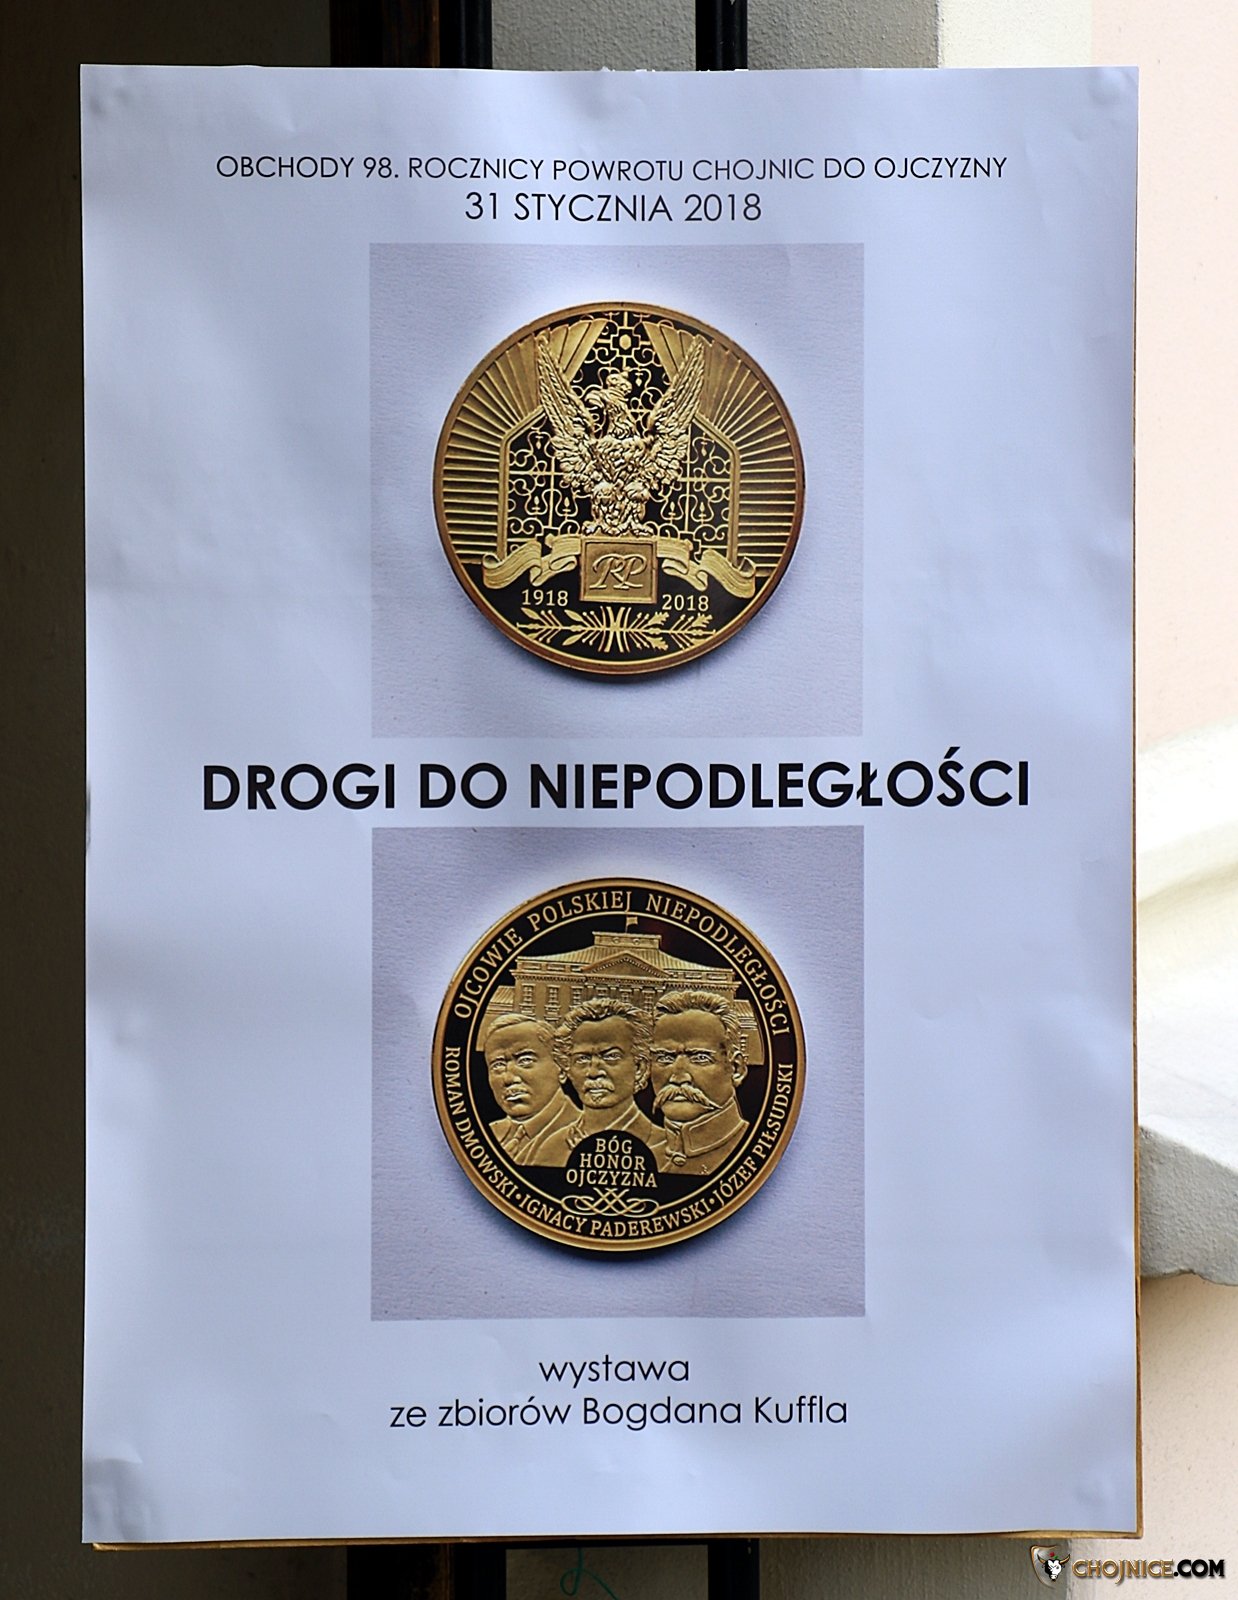 OBCHODY 98. ROCZNICY POWROTU CHOJNIC DO OJCZYZNY
31 STYCZNIA 2018
RP
1918 2018
DROGI DO NIEPODLEGŁOŚCI
OJCOWIE POLSKIEJ NIEPODLEGŁOŚCI
BÓG
HONOR
OJCZYZNA
ROMAN DMOWSKI • IGNACY PADEREWSKI • JÓZEF PIŁSUDSKI
wystawa
ze zbiorów Bogdana Kuffla
CHOJNICE.COM